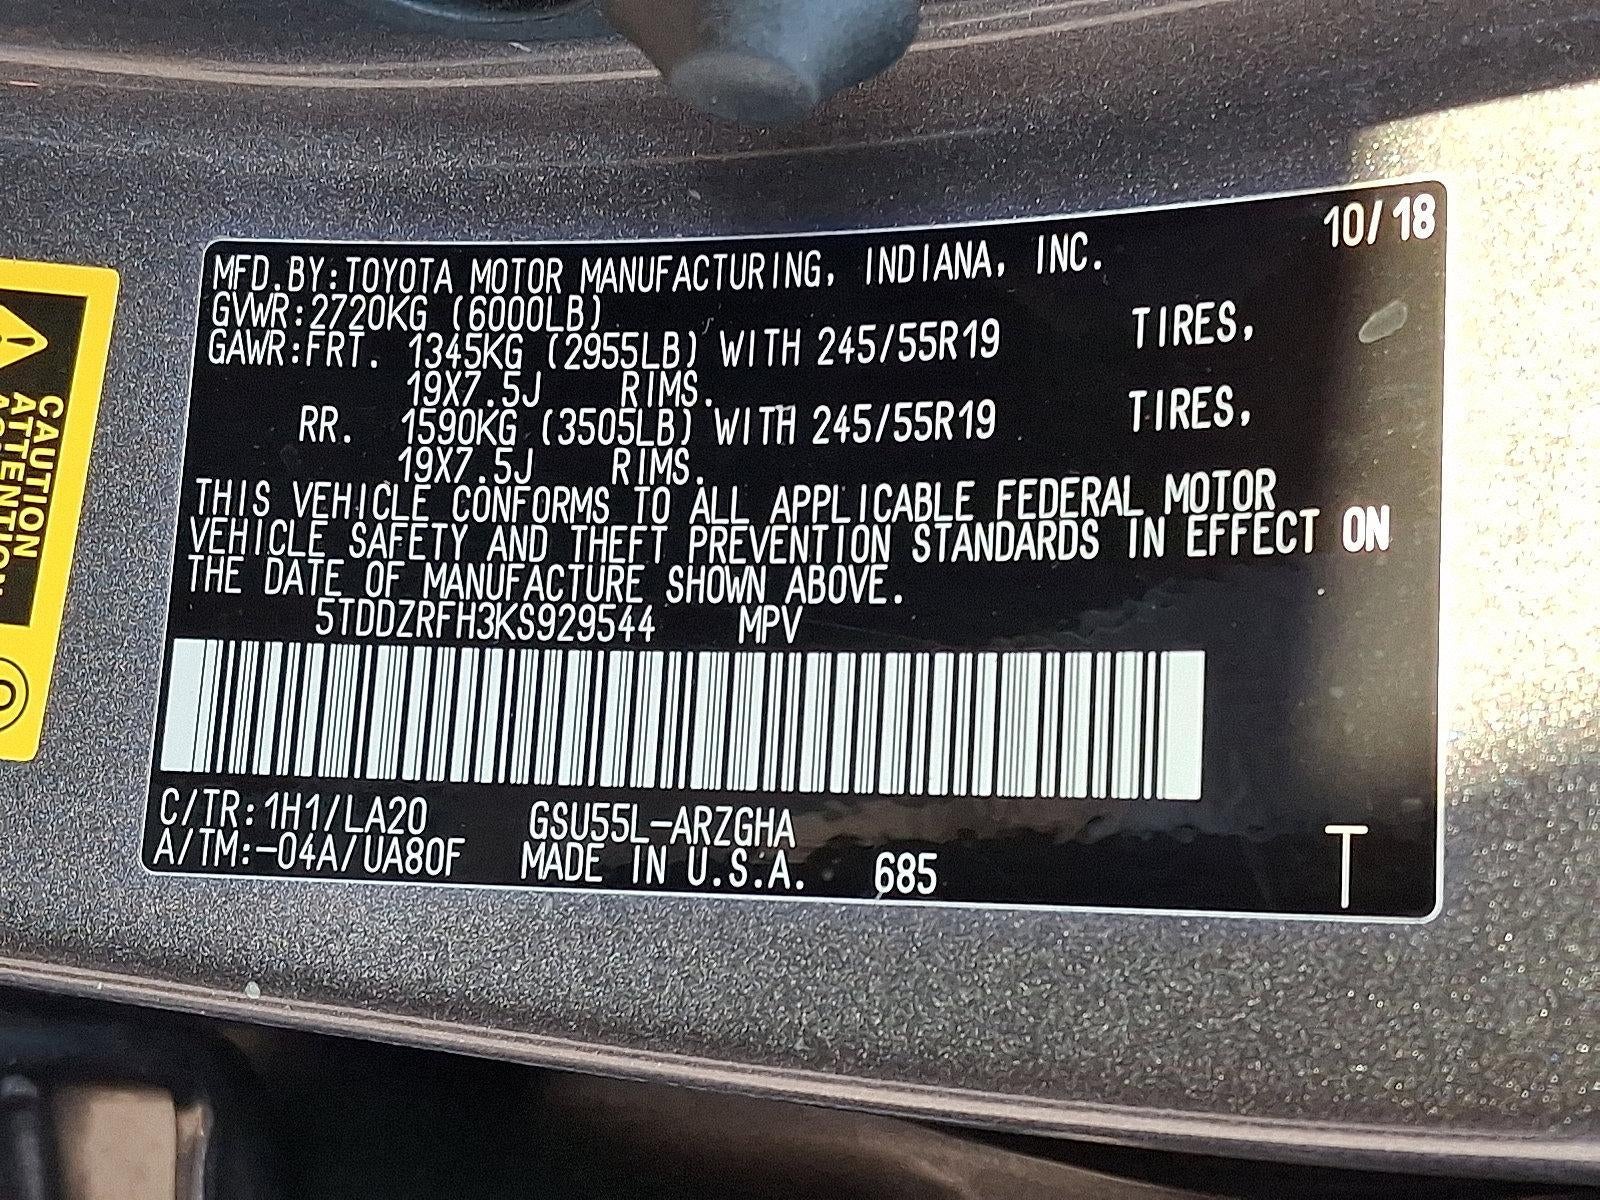 10/18
MFD.BY:TOYOTA MOTOR MANUFACTURING, INDIANA, INC.
GVWR:2720KG (6000LB)
GAWR:FRT. 1345KG (2955LB) WITH 245/55R19 TIRES,
19X7.5J RIMS.
RR. 1590KG (3505LB) WITH 245/55R19 TIRES,
19X7.5J RIMS.
THIS VEHICLE CONFORMS TO ALL APPLICABLE FEDERAL MOTOR
VEHICLE SAFETY AND THEFT PREVENTION STANDARDS IN EFFECT ON
THE DATE OF MANUFACTURE SHOWN ABOVE.
5TDDZRFH3KS929544 MPV
C/TR:1H1/LA20 GSU55L-ARZGHA
A/TM:-04A/UA80F MADE IN U.S.A. 685
T
CAUTION